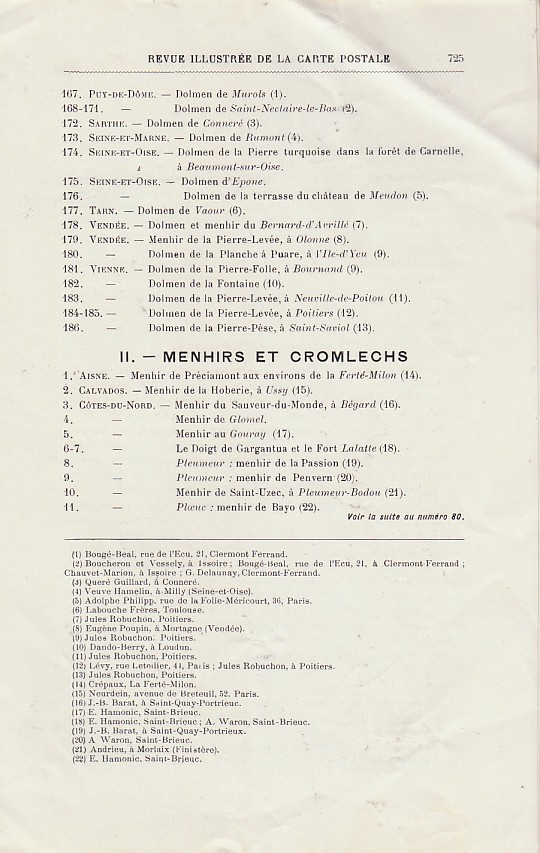 REVUE ILLUSTRÉE DE LA CARTE POSTALE 725
167. PUY-DE-DÔME. — Dolmen de Murols (1).
168-171. — Dolmen de Saint-Nectaire-le-Bas (2).
172. SARTHE. — Dolmen de Conneré (3).
173. SEINE-ET-MARNE. — Dolmen de Rumont (4).
174. SEINE-ET-OISE. — Dolmen de la Pierre turquoise dans la forêt de Carnelle,
à Beaumont-sur-Oise.
175. SEINE-ET-OISE. — Dolmen d'Epone.
176. — Dolmen de la terrasse du château de Meudon (5).
177. TARN. — Dolmen de Vaour (6).
178. VENDÉE. — Dolmen et menhir du Bernard-d'Avrillé (7).
179. VENDÉE. — Menhir de la Pierre-Levée, à Olonne (8).
180. — Dolmen de la Planche à Puare, à l'Ile-d'Yeu (9).
181. VIENNE. — Dolmen de la Pierre-Folle, à Bournand (9).
182. — Dolmen de la Fontaine (10).
183. — Dolmen de la Pierre-Levée, à Neuville-de-Poitou (11).
184-185. — Dolmen de la Pierre-Levée, à Poitiers (12).
186. — Dolmen de la Pierre-Pèse, à Saint-Saviol (13).
II. — MENHIRS ET CROMLECHS
1. AISNE. — Menhir de Préciamont aux environs de la Ferté-Milon (14).
2. CALVADOS. — Menhir de la Hoberie, à Ussy (15).
3. CÔTES-DU-NORD. — Menhir du Sauveur-du-Monde, à Bégard (16).
4. — Menhir de Glomel.
5. — Menhir au Gouray (17).
6-7. — Le Doigt de Gargantua et le Fort Lalatte (18).
8. — Pleumeur : menhir de la Passion (19).
9. — Pleumeur : menhir de Penvern (20).
10. — Menhir de Saint-Uzec, à Pleumeur-Bodou (21).
11. — Plœuc : menhir de Bayo (22).
Voir la suite au numéro 80.
(1) Bougé-Béal, rue de l'Ecu, 21, Clermont Ferrand.
(2) Boucheron et Vessely, à Issoire ; Bougé-Béal, rue de l'Ecu, 21, à Clermont-Ferrand ;
Chauvet-Marion, à Issoire ; G. Delaunay, Clermont-Ferrand.
(3) Queré Guillard, à Conneré.
(4) Veuve Hamelin, à Milly (Seine-et-Oise).
(5) Adolphe Philipp, rue de la Folie-Méricourt, 36, Paris.
(6) Labouche Frères, Toulouse.
(7) Jules Robuchon, Poitiers.
(8) Eugène Poupin, à Mortagne (Vendée).
(9) Jules Robuchon. Poitiers.
(10) Dando-Berry, à Loudun.
(11) Jules Robuchon, Poitiers.
(12) Lévy, rue Letellier, 44, Paris ; Jules Robuchon, à Poitiers.
(13) Jules Robuchon, Poitiers.
(14) Crépaux, La Ferté-Milon.
(15) Neurdein, avenue de Breteuil, 52. Paris.
(16) J.-B. Barat, à Saint-Quay-Portrieuc.
(17) E. Hamonic, Saint-Brieuc.
(18) E. Hamonic, Saint-Brieuc ; A. Waron, Saint-Brieuc.
(19) J.-B. Barat, à Saint-Quay-Portrieux.
(20) A Waron, Saint-Brieuc.
(21) Andrieu, à Morlaix (Finistère).
(22) E. Hamonic, Saint-Brieuc.